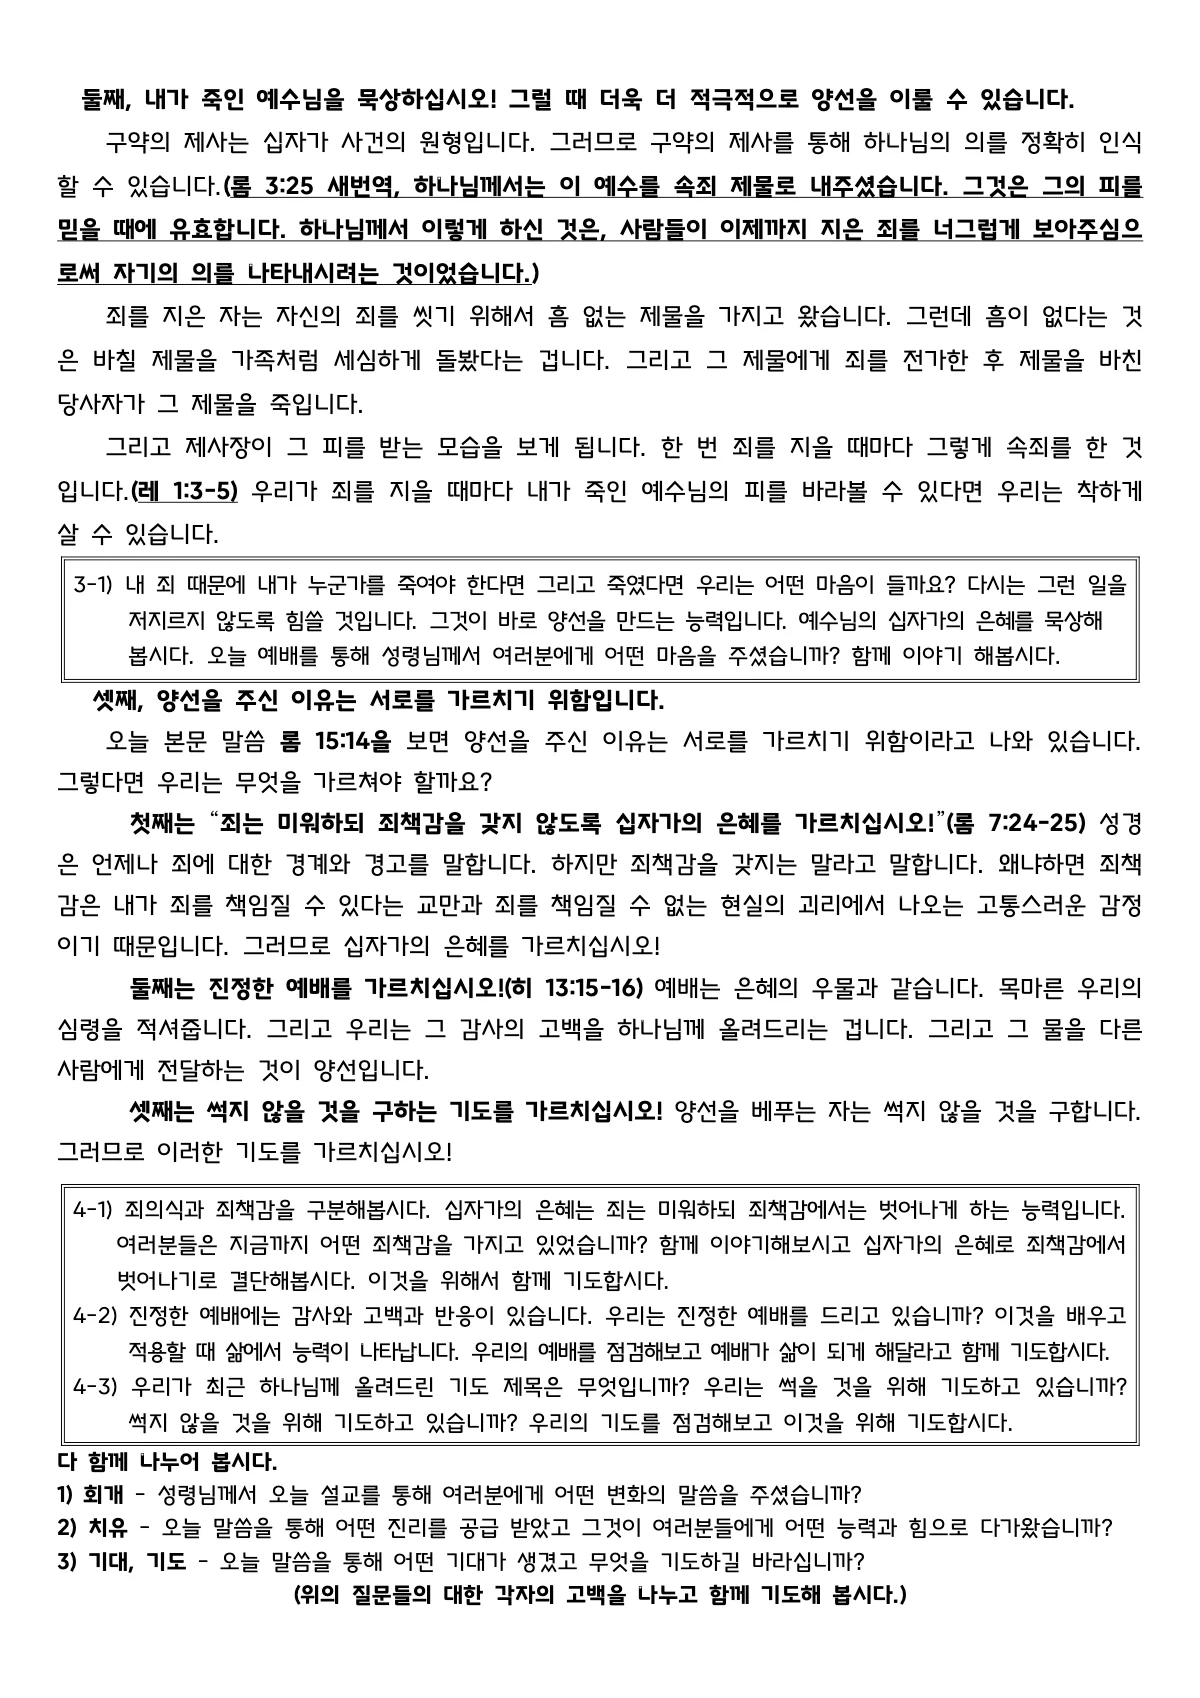 둘째, 내가 죽인 예수님을 묵상하십시오! 그럴 때 더욱 더 적극적으로 양선을 이룰 수 있습니다.
구약의 제사는 십자가 사건의 원형입니다. 그러므로 구약의 제사를 통해 하나님의 의를 정확히 인식
할 수 있습니다.(롬 3:25 새번역, 하나님께서는 이 예수를 속죄 제물로 내주셨습니다. 그것은 그의 피를
믿을 때에 유효합니다. 하나님께서 이렇게 하신 것은, 사람들이 이제까지 지은 죄를 너그럽게 보아주심으
로써 자기의 의를 나타내시려는 것이었습니다.)
죄를 지은 자는 자신의 죄를 씻기 위해서 흠 없는 제물을 가지고 왔습니다. 그런데 흠이 없다는 것
은 바칠 제물을 가족처럼 세심하게 돌봤다는 겁니다. 그리고 그 제물에게 죄를 전가한 후 제물을 바친
당사자가 그 제물을 죽입니다.
그리고 제사장이 그 피를 받는 모습을 보게 됩니다. 한 번 죄를 지을 때마다 그렇게 속죄를 한 것
입니다.(레 1:3-5) 우리가 죄를 지을 때마다 내가 죽인 예수님의 피를 바라볼 수 있다면 우리는 착하게
살 수 있습니다.
3-1) 내 죄 때문에 내가 누군가를 죽여야 한다면 그리고 죽였다면 우리는 어떤 마음이 들까요? 다시는 그런 일을
저지르지 않도록 힘쓸 것입니다. 그것이 바로 양선을 만드는 능력입니다. 예수님의 십자가의 은혜를 묵상해
봅시다. 오늘 예배를 통해 성령님께서 여러분에게 어떤 마음을 주셨습니까? 함께 이야기 해봅시다.
셋째, 양선을 주신 이유는 서로를 가르치기 위함입니다.
오늘 본문 말씀 롬 15:14을 보면 양선을 주신 이유는 서로를 가르치기 위함이라고 나와 있습니다.
그렇다면 우리는 무엇을 가르쳐야 할까요?
첫째는 “죄는 미워하되 죄책감을 갖지 않도록 십자가의 은혜를 가르치십시오!”(롬 7:24-25) 성경
은 언제나 죄에 대한 경계와 경고를 말합니다. 하지만 죄책감을 갖지는 말라고 말합니다. 왜냐하면 죄책
감은 내가 죄를 책임질 수 있다는 교만과 죄를 책임질 수 없는 현실의 괴리에서 나오는 고통스러운 감정
이기 때문입니다. 그러므로 십자가의 은혜를 가르치십시오!
둘째는 진정한 예배를 가르치십시오!(히 13:15-16) 예배는 은혜의 우물과 같습니다. 목마른 우리의
심령을 적셔줍니다. 그리고 우리는 그 감사의 고백을 하나님께 올려드리는 겁니다. 그리고 그 물을 다른
사람에게 전달하는 것이 양선입니다.
셋째는 썩지 않을 것을 구하는 기도를 가르치십시오! 양선을 베푸는 자는 썩지 않을 것을 구합니다.
그러므로 이러한 기도를 가르치십시오!
4-1) 죄의식과 죄책감을 구분해봅시다. 십자가의 은혜는 죄는 미워하되 죄책감에서는 벗어나게 하는 능력입니다.
여러분들은 지금까지 어떤 죄책감을 가지고 있었습니까? 함께 이야기해보시고 십자가의 은혜로 죄책감에서
벗어나기로 결단해봅시다. 이것을 위해서 함께 기도합시다.
4-2) 진정한 예배에는 감사와 고백과 반응이 있습니다. 우리는 진정한 예배를 드리고 있습니까? 이것을 배우고
적용할 때 삶에서 능력이 나타납니다. 우리의 예배를 점검해보고 예배가 삶이 되게 해달라고 함께 기도합시다.
4-3) 우리가 최근 하나님께 올려드린 기도 제목은 무엇입니까? 우리는 썩을 것을 위해 기도하고 있습니까?
썩지 않을 것을 위해 기도하고 있습니까? 우리의 기도를 점검해보고 이것을 위해 기도합시다.
다 함께 나누어 봅시다.
1) 회개 - 성령님께서 오늘 설교를 통해 여러분에게 어떤 변화의 말씀을 주셨습니까?
2) 치유 - 오늘 말씀을 통해 어떤 진리를 공급 받았고 그것이 여러분들에게 어떤 능력과 힘으로 다가왔습니까?
3) 기대, 기도 - 오늘 말씀을 통해 어떤 기대가 생겼고 무엇을 기도하길 바라십니까?
(위의 질문들의 대한 각자의 고백을 나누고 함께 기도해 봅시다.)